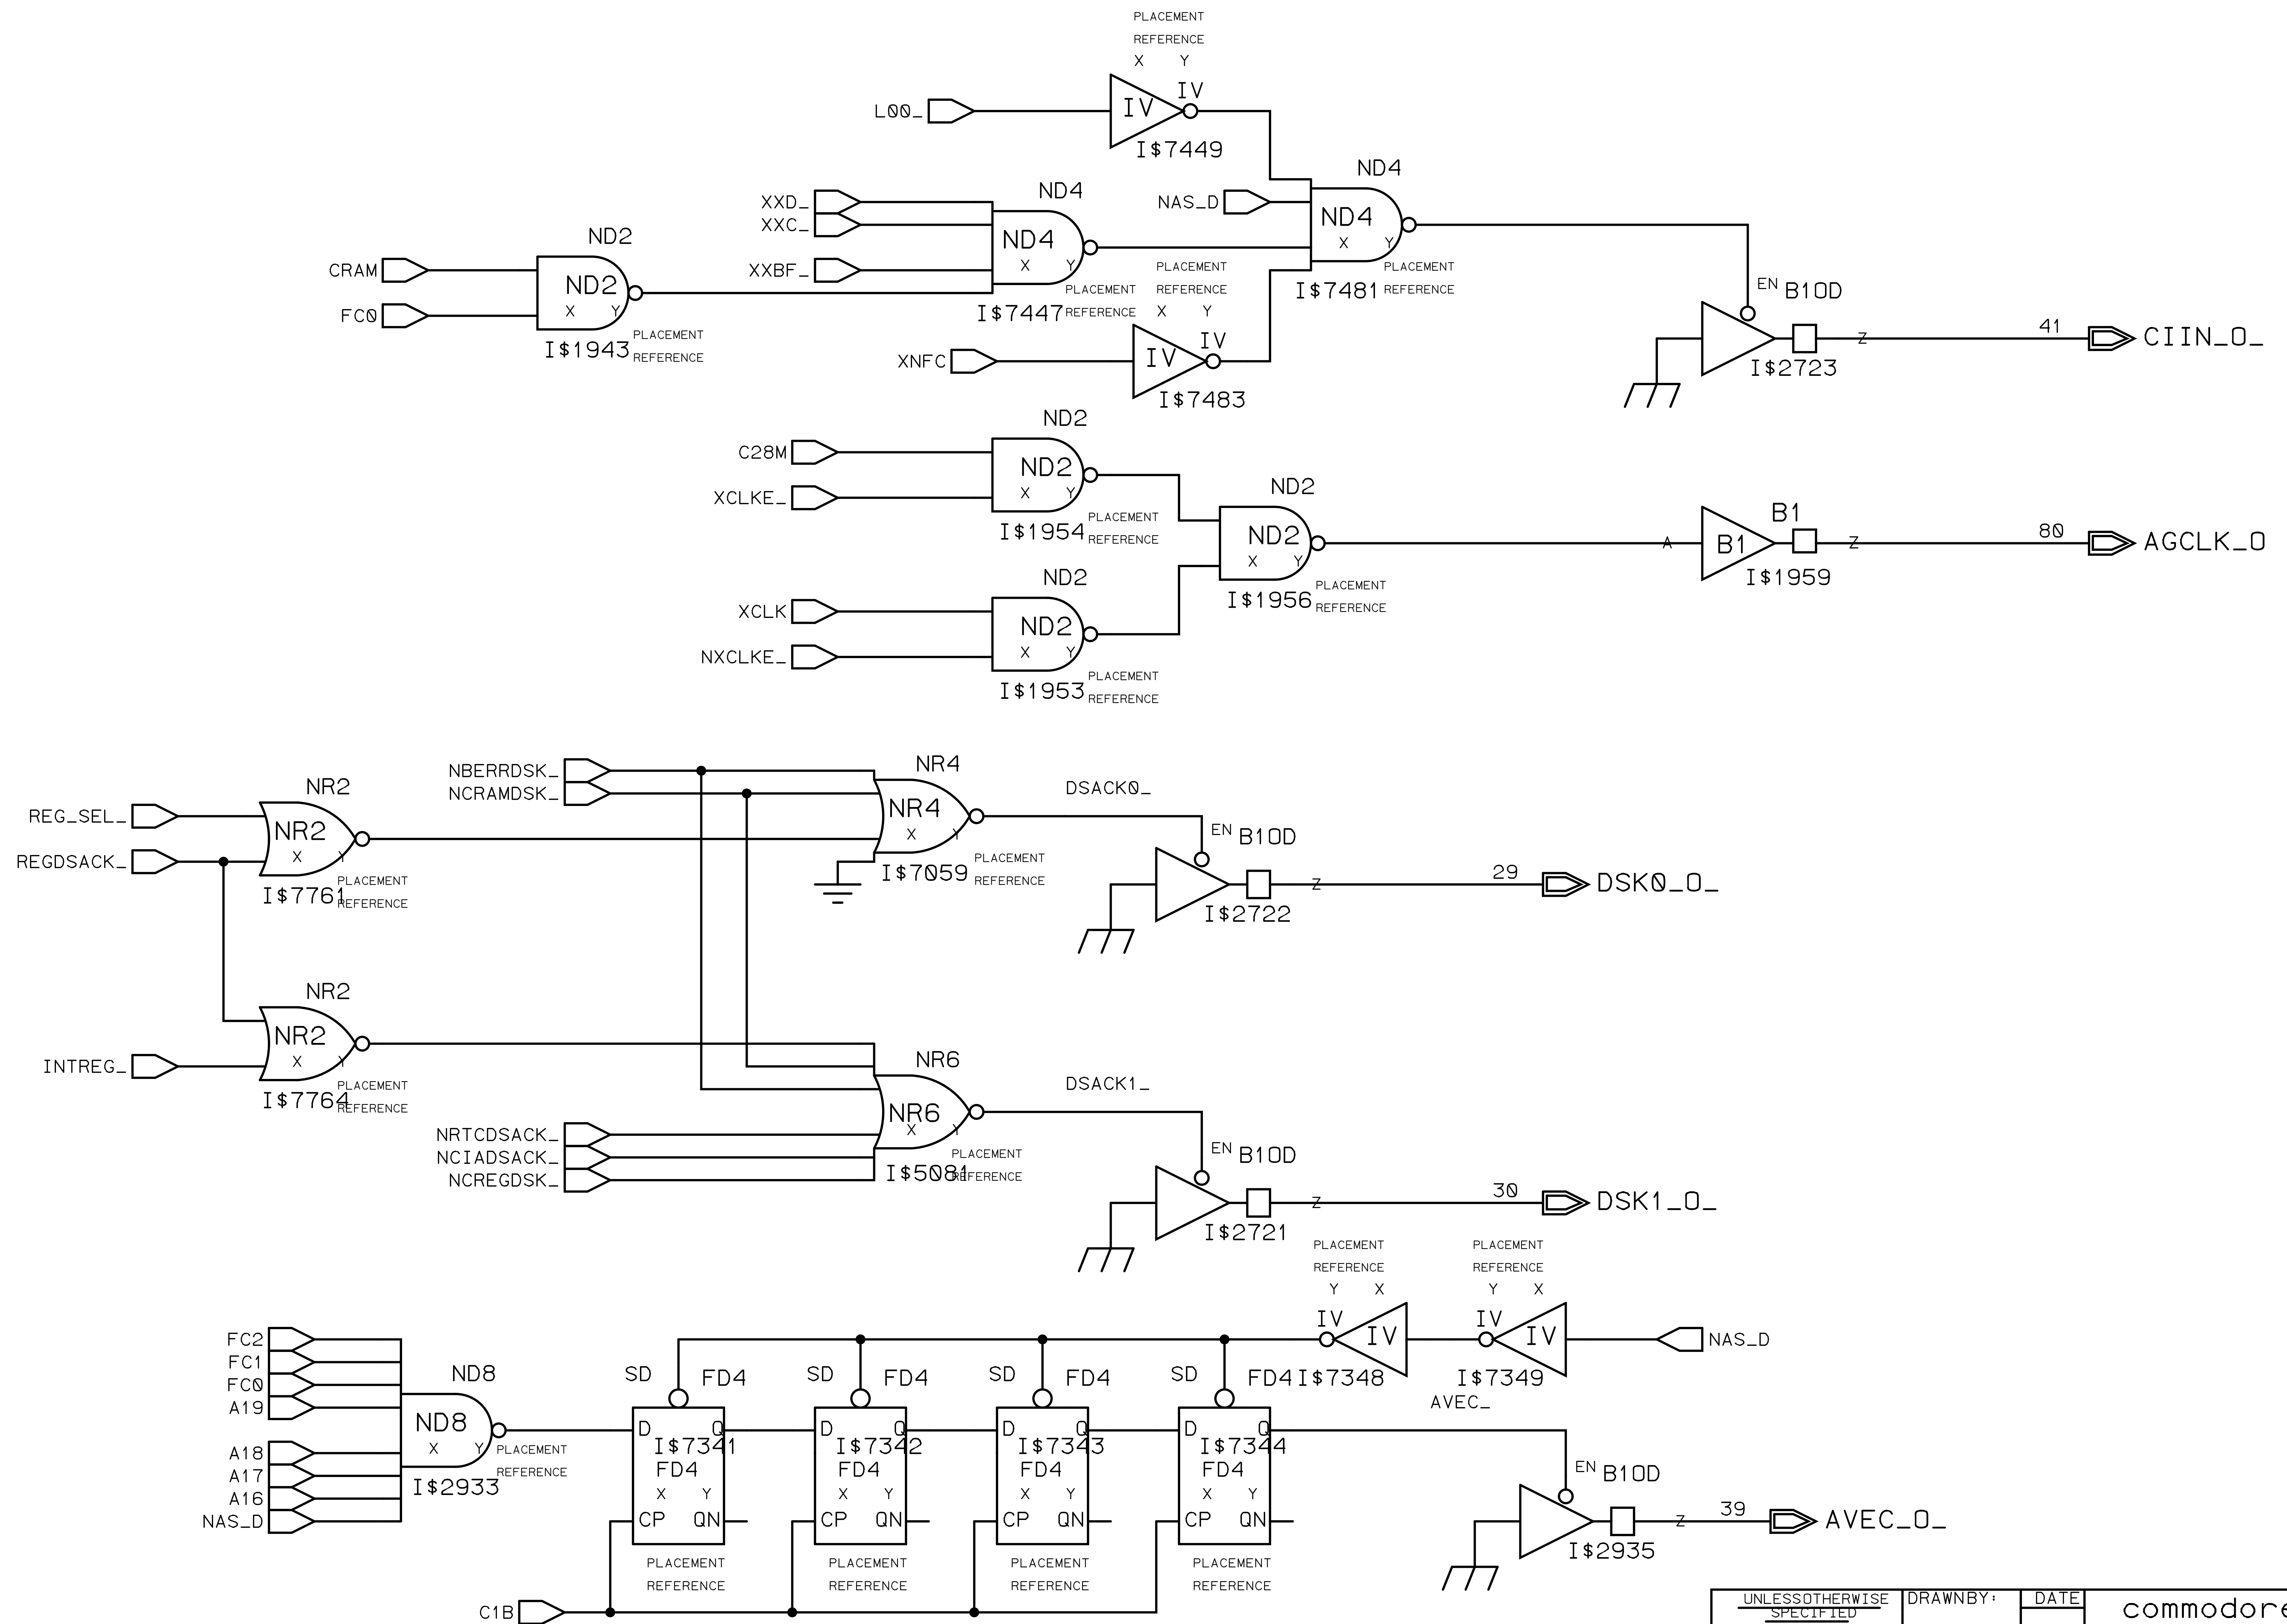 PLACEMENT
REFERENCE
X Y
IV
L00_
IV
I$7449
ND4
ND4
XXD_
XXC_
NAS_D
ND4
X Y
ND2
ND4
X Y
CRAM
XXBF_
PLACEMENT
REFERENCE
X Y
PLACEMENT
REFERENCE
I$7481
EN B1OD
ND2
X Y
FC0
PLACEMENT
REFERENCE
I$7447
I$1943
PLACEMENT
REFERENCE
IV
XNFC
IV
I$7483
Z
41
CIIN_O_
I$2723
ND2
C28M
ND2
X Y
XCLKE_
PLACEMENT
REFERENCE
I$1954
ND2
ND2
X Y
I$1956
PLACEMENT
REFERENCE
A
B1
B1
I$1959
Z
80
AGCLK_O
ND2
XCLK
ND2
X Y
NXCLKE_
PLACEMENT
REFERENCE
I$1953
NR2
REG_SEL_
NR2
X Y
REGDSACK_
PLACEMENT
REFERENCE
I$7761
NBERRDSK_
NCRAMDSK_
NR4
NR4
X Y
I$7059
PLACEMENT
REFERENCE
DSACK0_
EN B1OD
I$2722
Z
29
DSK0_O_
NR2
NR2
X Y
INTREG_
PLACEMENT
REFERENCE
I$7764
NR6
NR6
X Y
DSACK1_
NRTCDSACK_
NCIADSACK_
NCREGDSK_
I$5081
PLACEMENT
REFERENCE
EN B1OD
I$2721
Z
30
DSK1_O_
PLACEMENT
REFERENCE
Y X
PLACEMENT
REFERENCE
Y X
IV
IV
IV
IV
NAS_D
I$7348
I$7349
AVEC_
FC2
FC1
FC0
A19
A18
A17
A16
NAS_D
ND8
ND8
X Y
I$2933
PLACEMENT
REFERENCE
SD FD4
D Q
I$7341
FD4
X Y
CP QN
PLACEMENT
REFERENCE
SD FD4
D Q
I$7342
FD4
X Y
CP QN
PLACEMENT
REFERENCE
SD FD4
D Q
I$7343
FD4
X Y
CP QN
PLACEMENT
REFERENCE
SD FD4
D Q
I$7344
FD4
X Y
CP QN
PLACEMENT
REFERENCE
C1B
EN B1OD
I$2935
Z
39
AVEC_O_
UNLESSOTHERWISE
SPECIFIED
DRAWNBY:
DATE
commodore